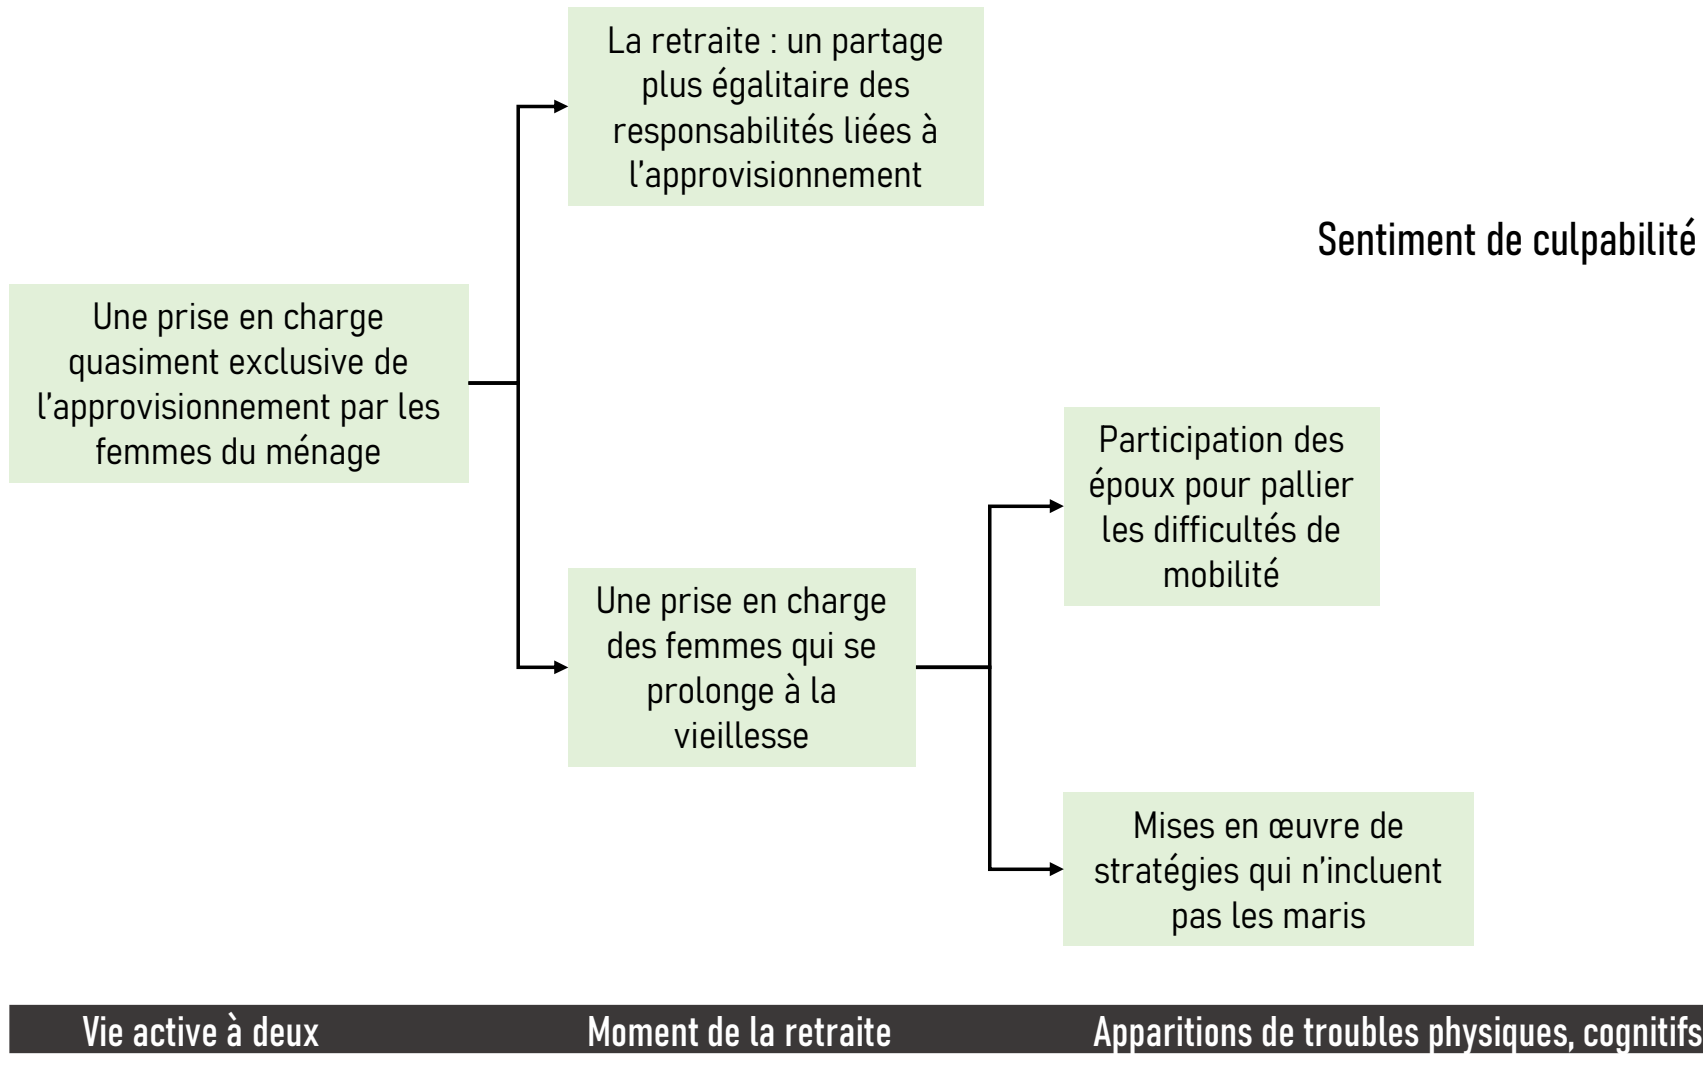 La retraite : un partage
plus égalitaire des
responsabilités liées à
l'approvisionnement
Sentiment de culpabilité
Une prise en charge
quasiment exclusive de
l'approvisionnement par les
femmes du ménage
Participation des
époux pour pallier
les difficultés de
mobilité
Une prise en charge
des femmes qui se
prolonge à la
vieillesse
Mises en œuvre de
stratégies qui n'incluent
pas les maris
Vie active à deux
Moment de la retraite
Apparitions de troubles physiques, cognitifs